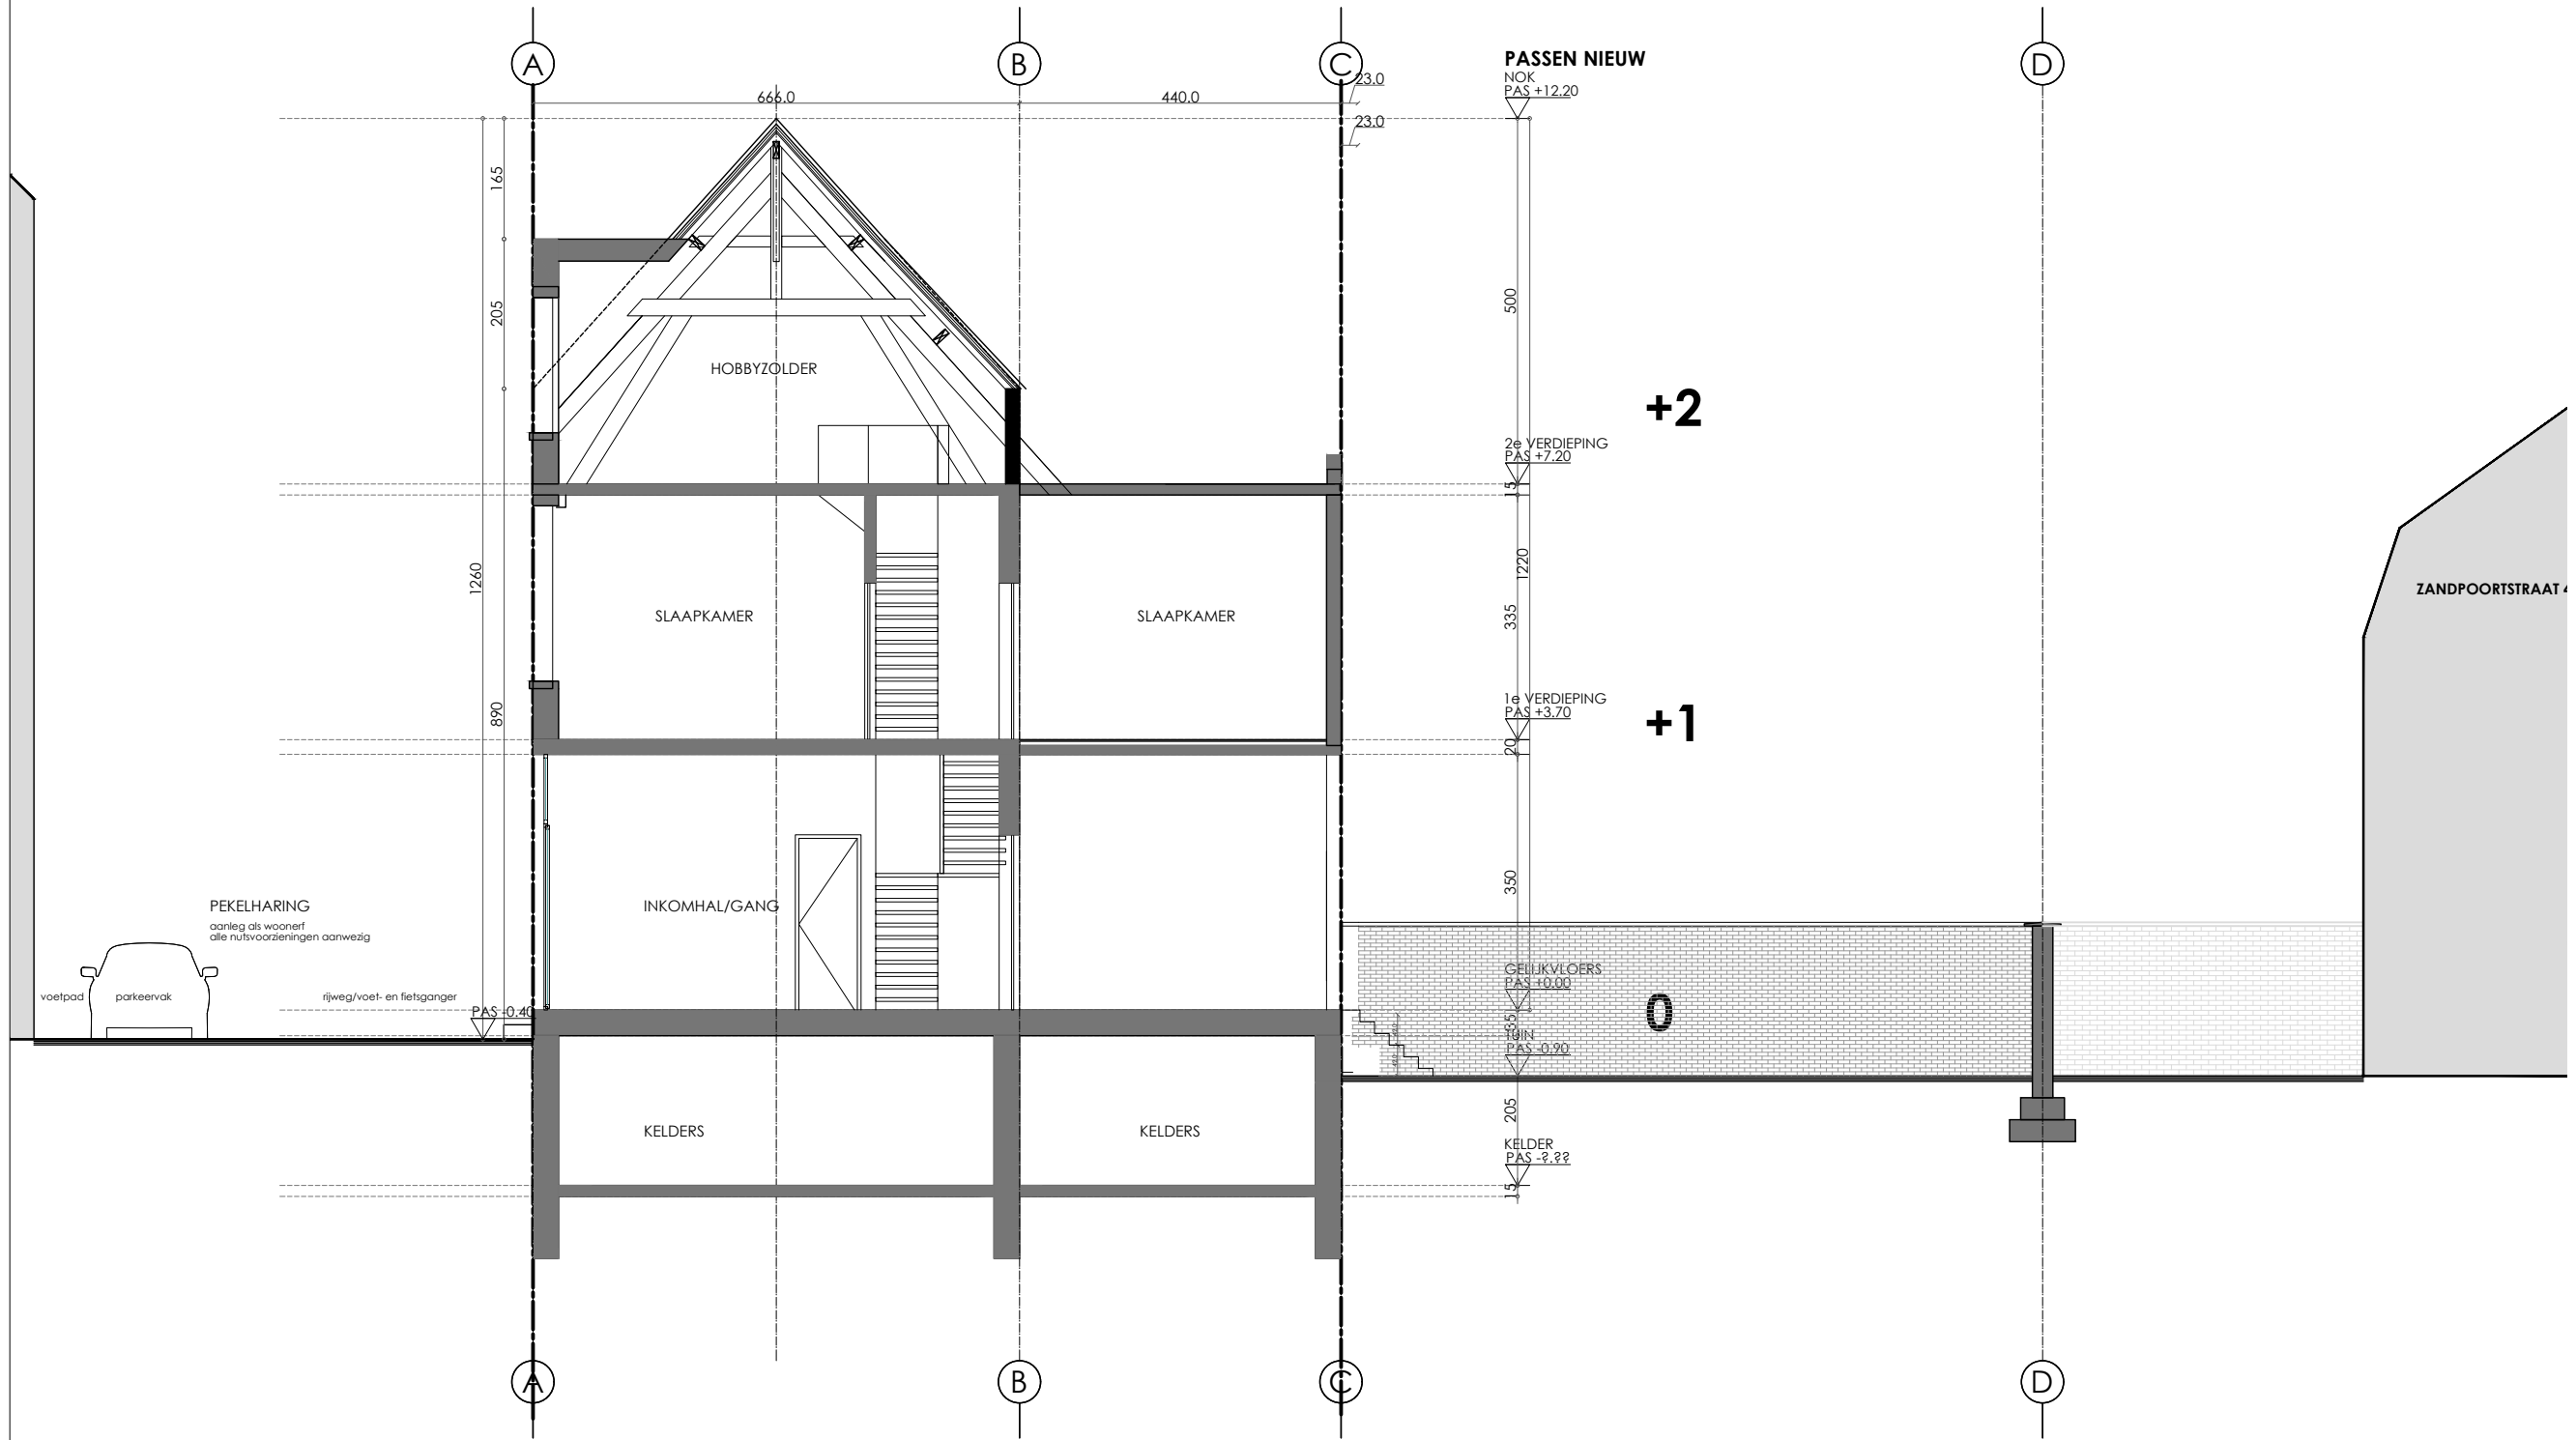 A
B
C
D
PASSEN NIEUW
NOK
PAS +12.20
666.0
440.0
23.0
23.0
165
205
500
HOBBYZOLDER
+2
2e VERDIEPING
PAS +7.20
15
1260
1220
SLAAPKAMER
SLAAPKAMER
335
ZANDPOORTSTRAAT
890
1e VERDIEPING
PAS +3.70
+1
20
350
PEKELHARING
aanleg als woonerf
alle nutsvoorzieningen aanwezig
INKOMHAL/GANG
voetpad
parkeervak
rijweg/voet- en fietsganger
PAS -0.40
GELIJKVLOERS
PAS +0.00
0
35
TUIN
PAS -0.90
205
KELDERS
KELDERS
KELDER
PAS -?.??
15
A
B
C
D